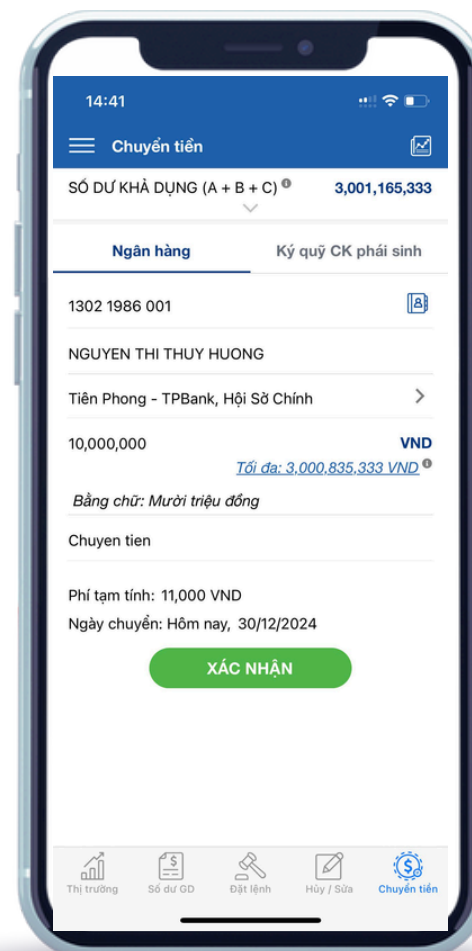 14:41
Chuyển tiền
SỐ DƯ KHẢ DỤNG (A + B + C) 3,001,165,333
Ngân hàng Ký quỹ CK phái sinh
1302 1986 001
NGUYEN THI THUY HUONG
Tiên Phong - TPBank, Hội Sở Chính
10,000,000 VND
Tối đa: 3,000,835,333 VND
Bằng chữ: Mười triệu đồng
Chuyen tien
Phí tạm tính: 11,000 VND
Ngày chuyển: Hôm nay, 30/12/2024
XÁC NHẬN
Thị trường Số dư GD Đặt lệnh Hủy / Sửa Chuyển tiền